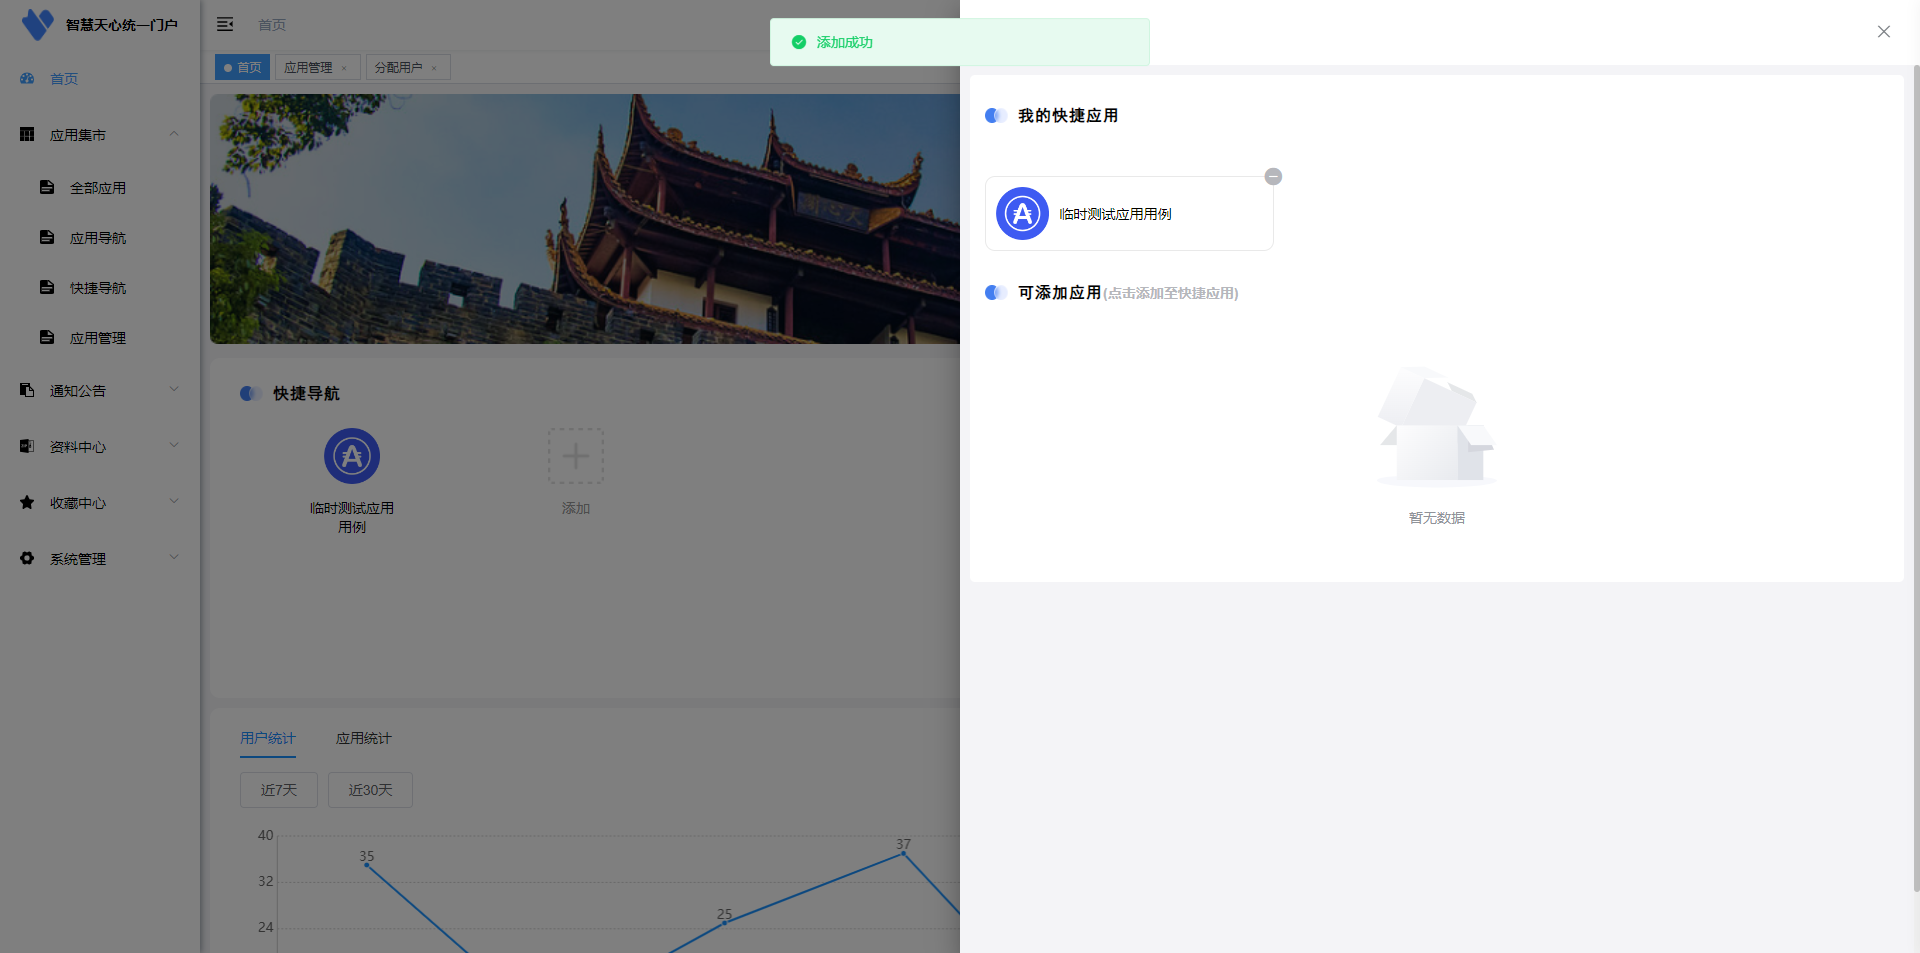 智慧天心统一门户
首页
应用集市
全部应用
应用导航
快捷导航
应用管理
通知公告
资料中心
收藏中心
系统管理
首页
首页
应用管理 ×
分配用户 ×
添加成功
天心阁
快捷导航
临时测试应用
用例
添加
用户统计
应用统计
近7天
近30天
40
32
24
35
25
37
我的快捷应用
临时测试应用用例
可添加应用(点击添加至快捷应用)
暂无数据